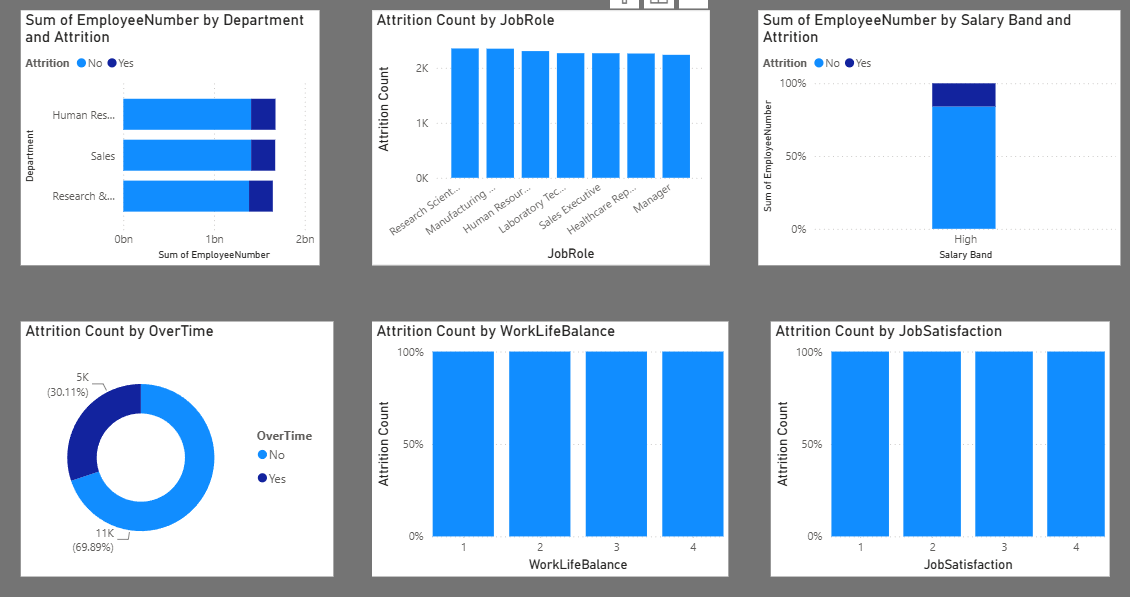 Sum of EmployeeNumber by Department
and Attrition
Attrition No Yes
Department
Human Res...
Sales
Research &...
0bn 1bn 2bn
Sum of EmployeeNumber
Attrition Count by JobRole
Attrition Count
2K
1K
0K
Research Scient...
Manufacturing ...
Human Resour...
Laboratory Tec...
Sales Executive
Healthcare Rep...
Manager
JobRole
Sum of EmployeeNumber by Salary Band and
Attrition
Attrition No Yes
Sum of EmployeeNumber
100%
50%
0%
High
Salary Band
Attrition Count by OverTime
5K
(30.11%)
11K
(69.89%)
OverTime
No
Yes
Attrition Count by WorkLifeBalance
Attrition Count
100%
50%
0%
1 2 3 4
WorkLifeBalance
Attrition Count by JobSatisfaction
Attrition Count
100%
50%
0%
1 2 3 4
JobSatisfaction